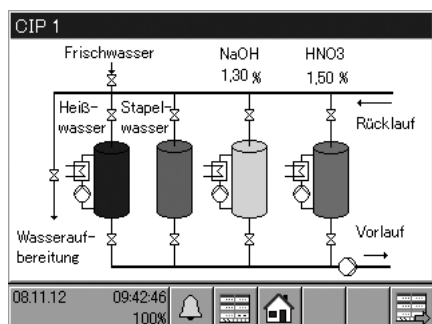 CIP 1
Frischwasser
NaOH
HNO3
1,30 %
1,50 %
Heiß-
wasser
Stapel-
wasser
Rücklauf
Wasserauf-
bereitung
Vorlauf
08.11.12
09:42:46
100%